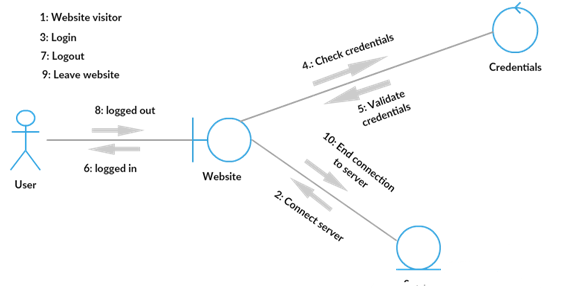 1: Website visitor
3: Login
7: Logout
9: Leave website
4.: Check credentials
Credentials
5: Validate
credentials
8: logged out
6: logged in
User
Website
10: End connection
to server
2: Connect server